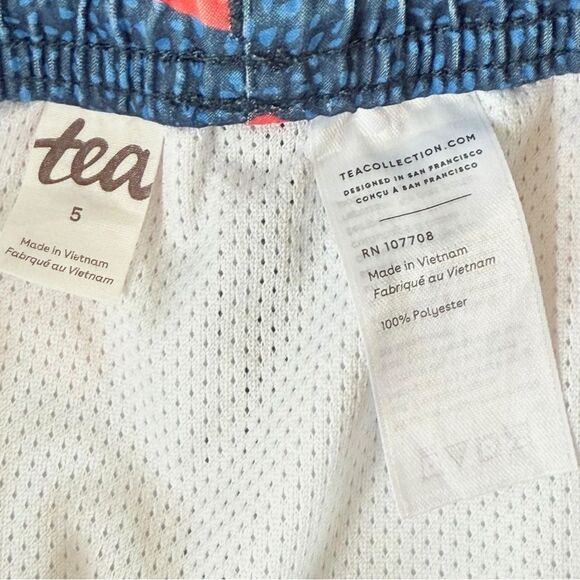 tea
5
Made in Vietnam
Fabriqué au Vietnam
TEACOLLECTION.COM
DESIGNED IN SAN FRANCISCO
CONÇU À SAN FRANCISCO
RN 107708
Made in Vietnam
Fabriqué au Vietnam
100% Polyester